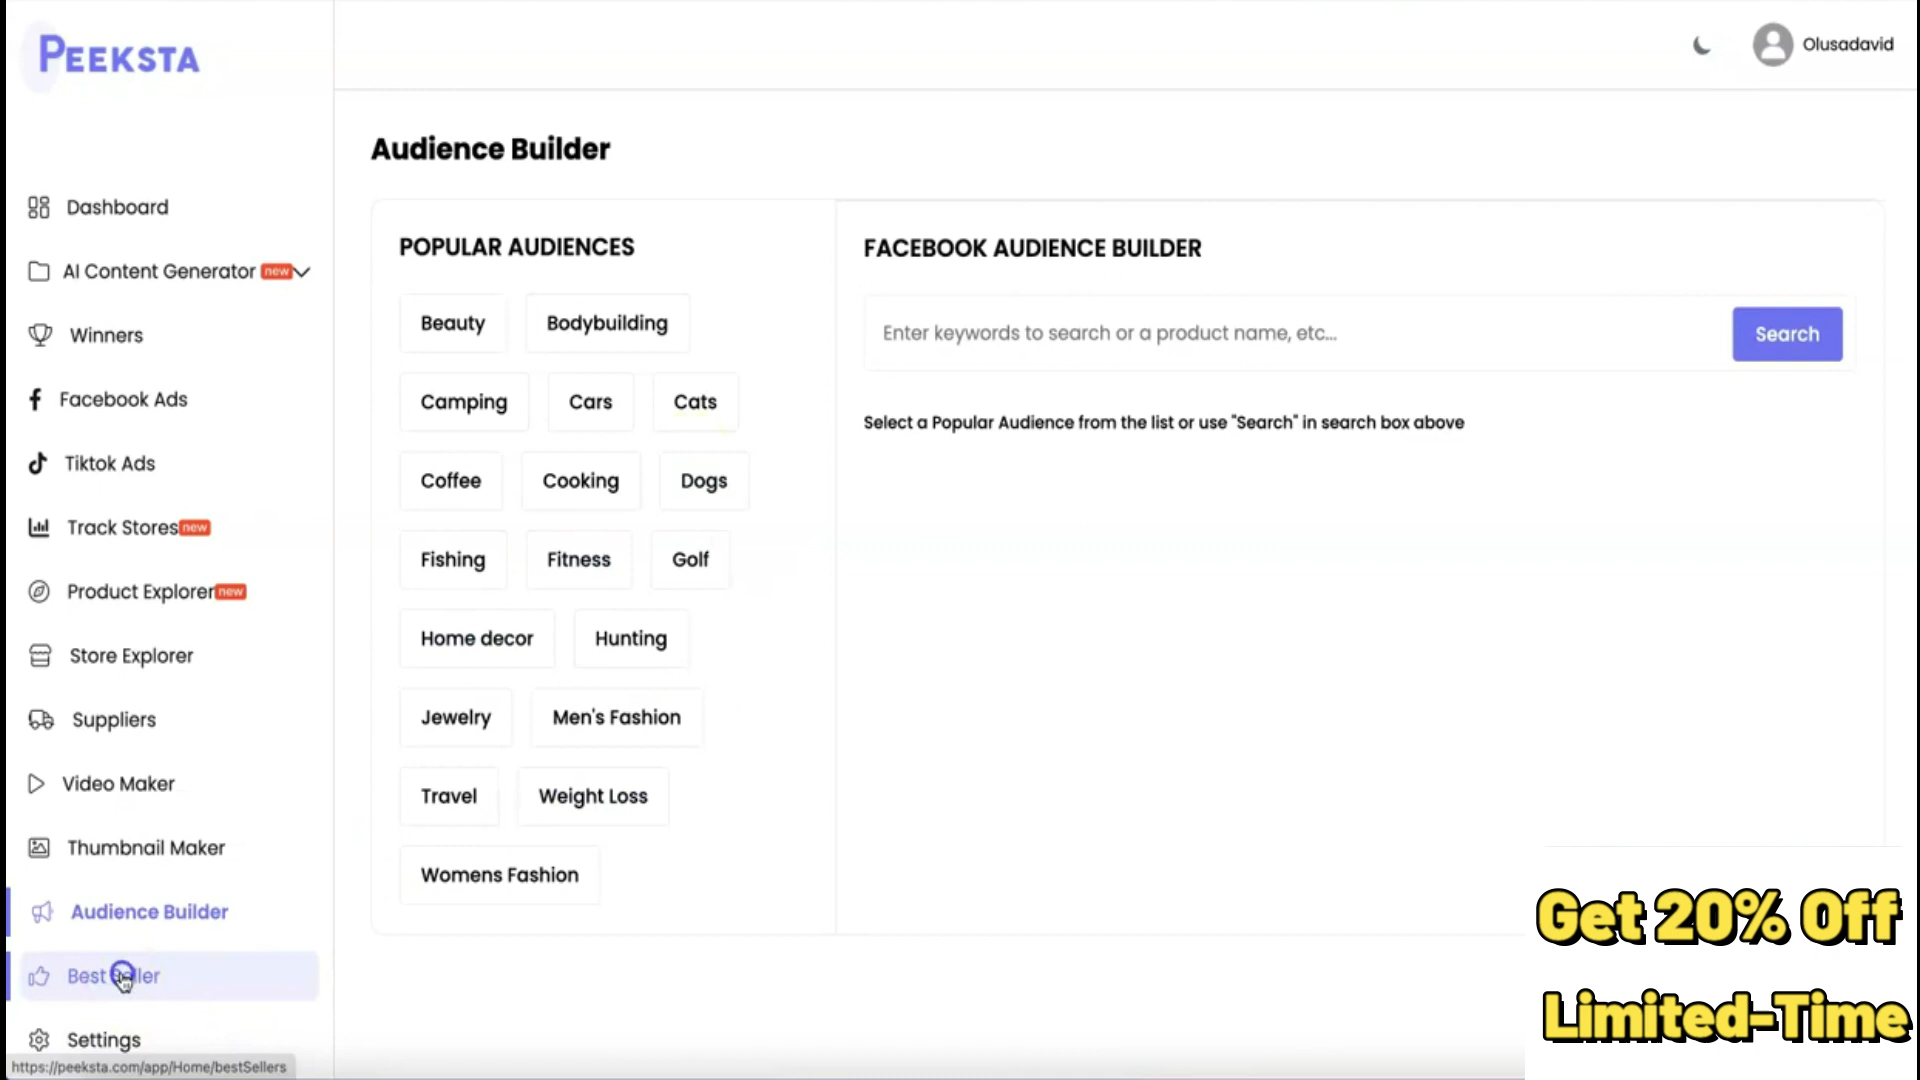 PEEKSTA
Olusadavid
Dashboard
AI Content Generator new
Winners
Facebook Ads
Tiktok Ads
Track Stores new
Product Explorer new
Store Explorer
Suppliers
Video Maker
Thumbnail Maker
Audience Builder
Best Seller
Settings
https://peeksta.com/app/Home/bestSellers
Audience Builder
POPULAR AUDIENCES
Beauty Bodybuilding
Camping Cars Cats
Coffee Cooking Dogs
Fishing Fitness Golf
Home decor Hunting
Jewelry Men's Fashion
Travel Weight Loss
Womens Fashion
FACEBOOK AUDIENCE BUILDER
Enter keywords to search or a product name, etc... Search
Select a Popular Audience from the list or use "Search" in search box above
Get 20% Off
Limited-Time